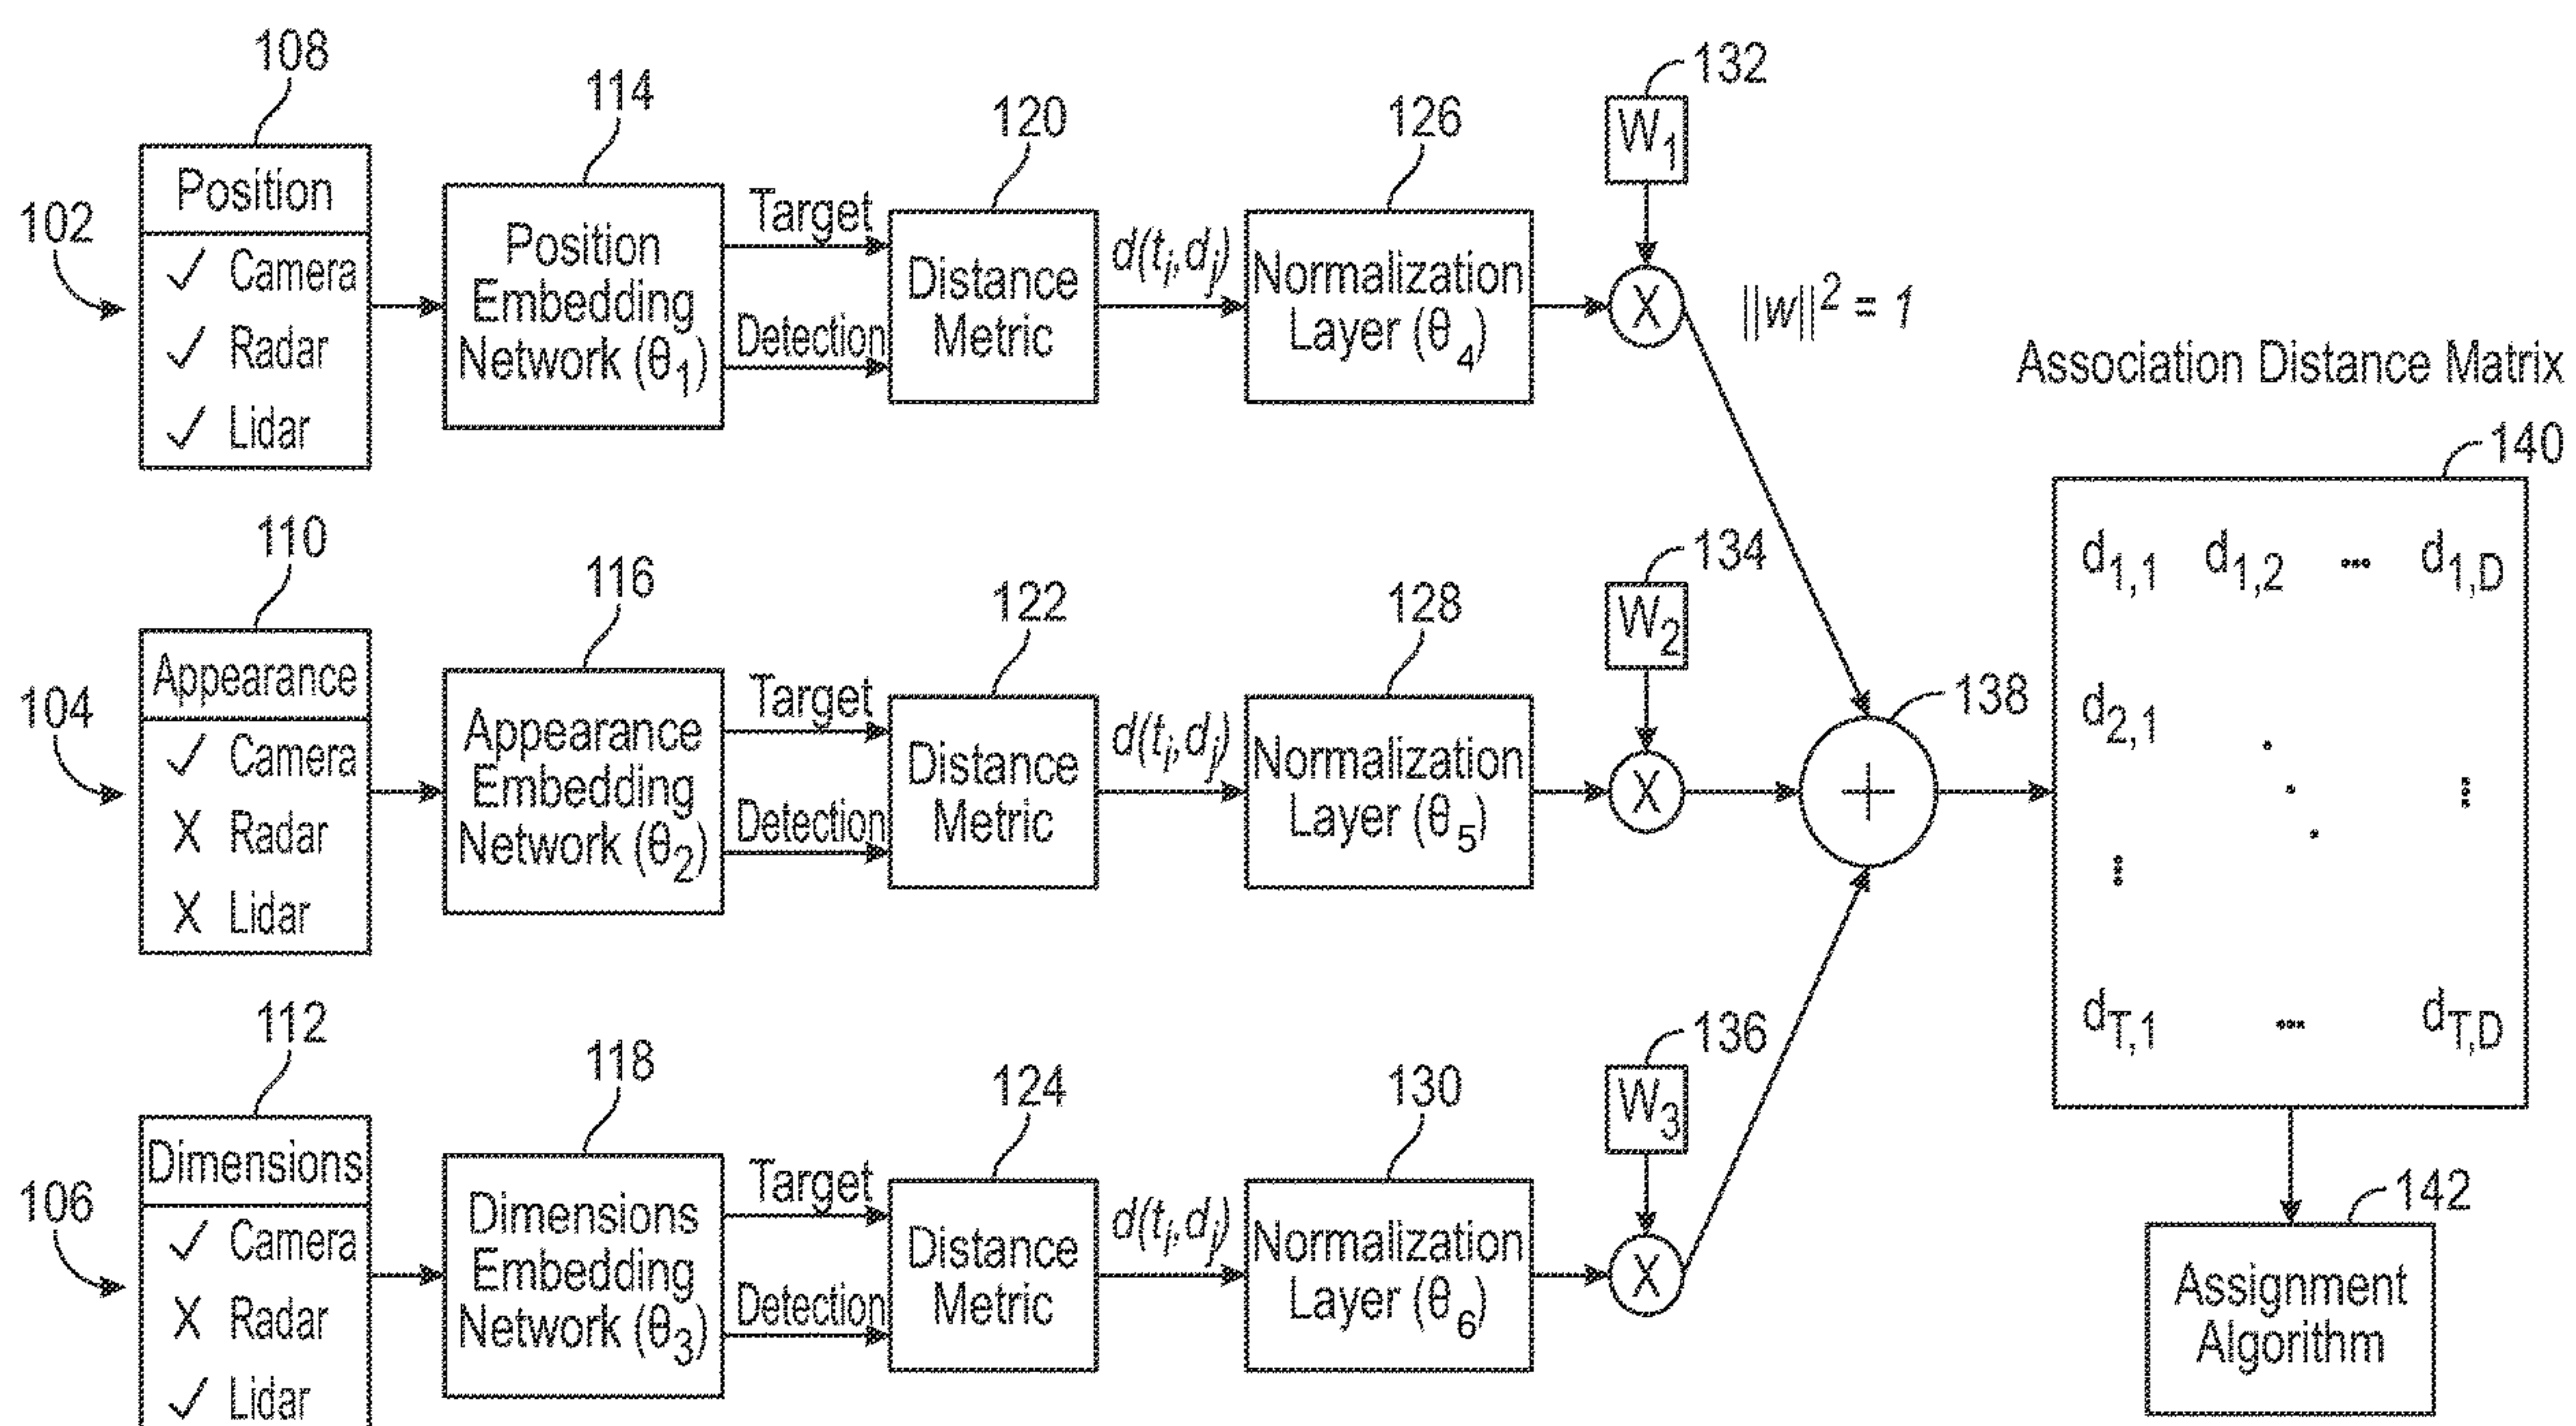 108
114
120
126
132
W1
102
Position
✓ Camera
✓ Radar
✓ Lidar
Position
Embedding
Network (θ1)
Target
Detection
Distance
Metric
d(ti,dj)
Normalization
Layer (θ4)
X
||w||² = 1
Association Distance Matrix
140
110
116
122
128
134
W2
104
Appearance
✓ Camera
X Radar
X Lidar
Appearance
Embedding
Network (θ2)
Target
Detection
Distance
Metric
d(ti,dj)
Normalization
Layer (θ5)
X
138
+
d1,1 d1,2 ... d1,D
d2,1
dT,1 ... dT,D
112
118
124
130
136
W3
106
Dimensions
✓ Camera
X Radar
✓ Lidar
Dimensions
Embedding
Network (θ3)
Target
Detection
Distance
Metric
d(ti,dj)
Normalization
Layer (θ6)
X
142
Assignment
Algorithm